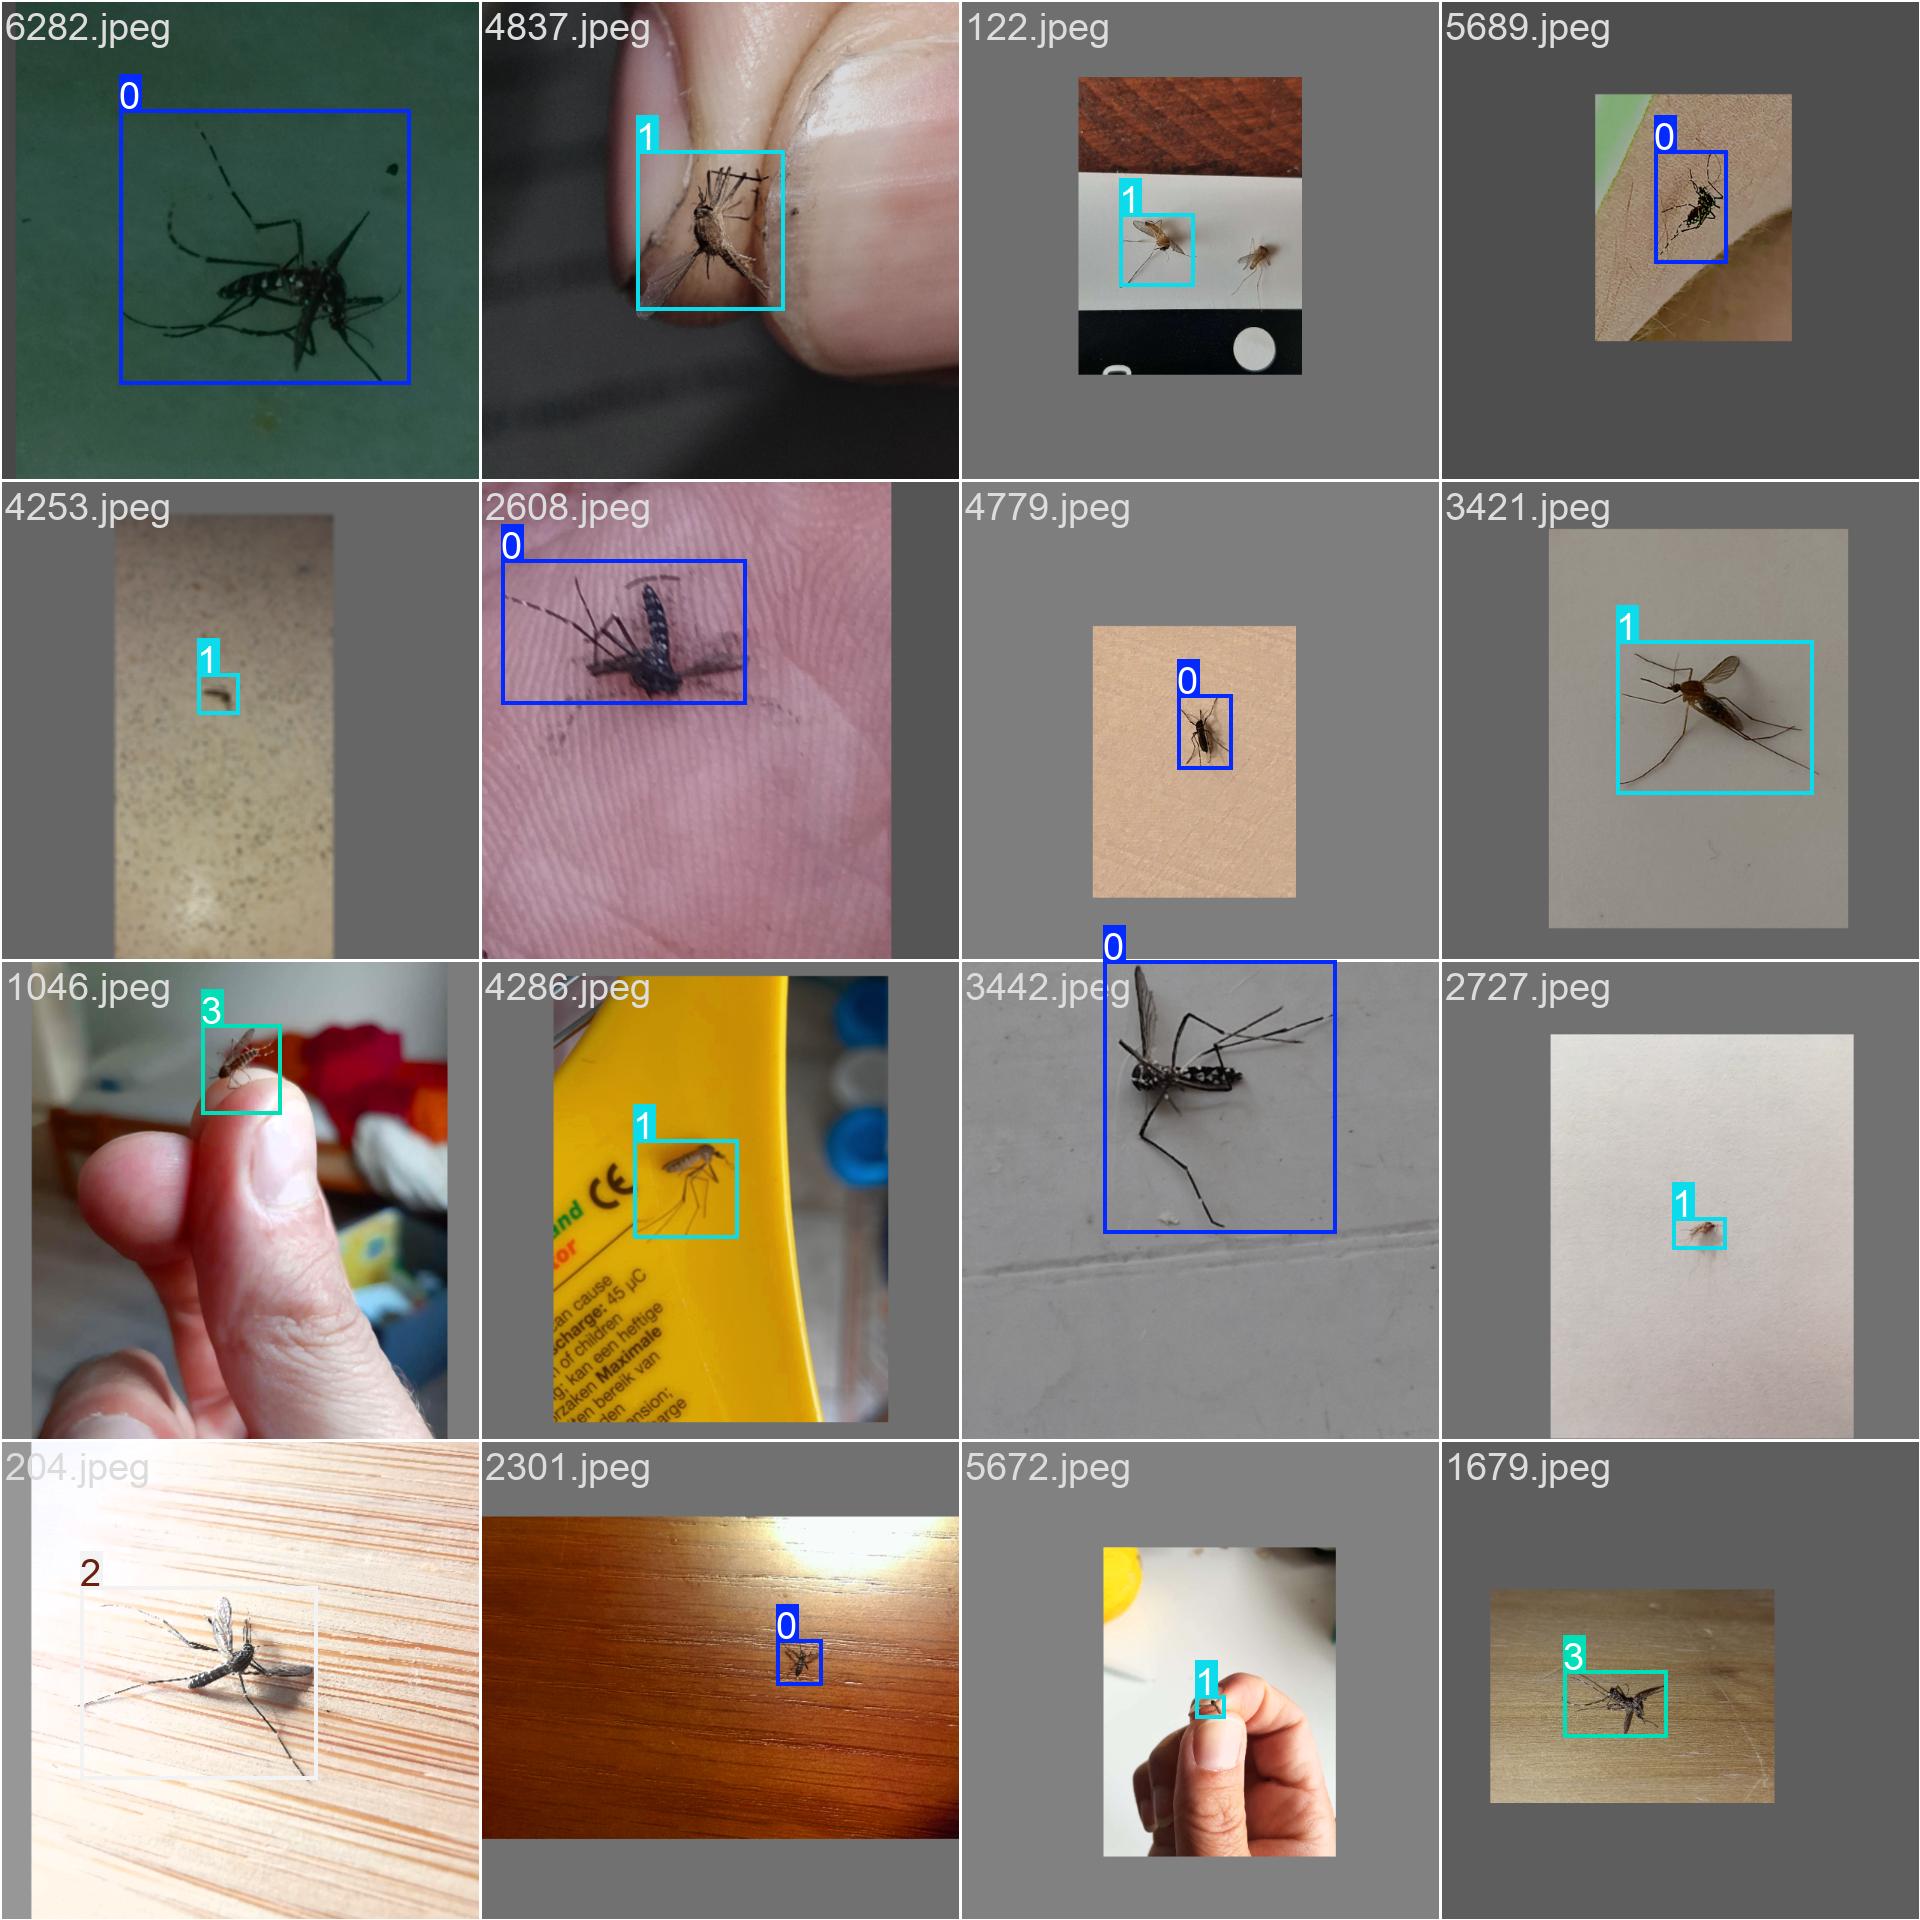 6282.jpeg
4837.jpeg
122.jpeg
5689.jpeg
0
1
1
0
4253.jpeg
2608.jpeg
4779.jpeg
3421.jpeg
1
0
0
1
1046.jpeg
4286.jpeg
3442.jpeg
2727.jpeg
3
1
0
1
CE
and
tor
can cause
scharge: 45 µC
n of children
g; kan een heftige
rzaken Maximale
ten bereik van
den
ension;
arge
204.jpeg
2301.jpeg
5672.jpeg
1679.jpeg
2
0
1
3